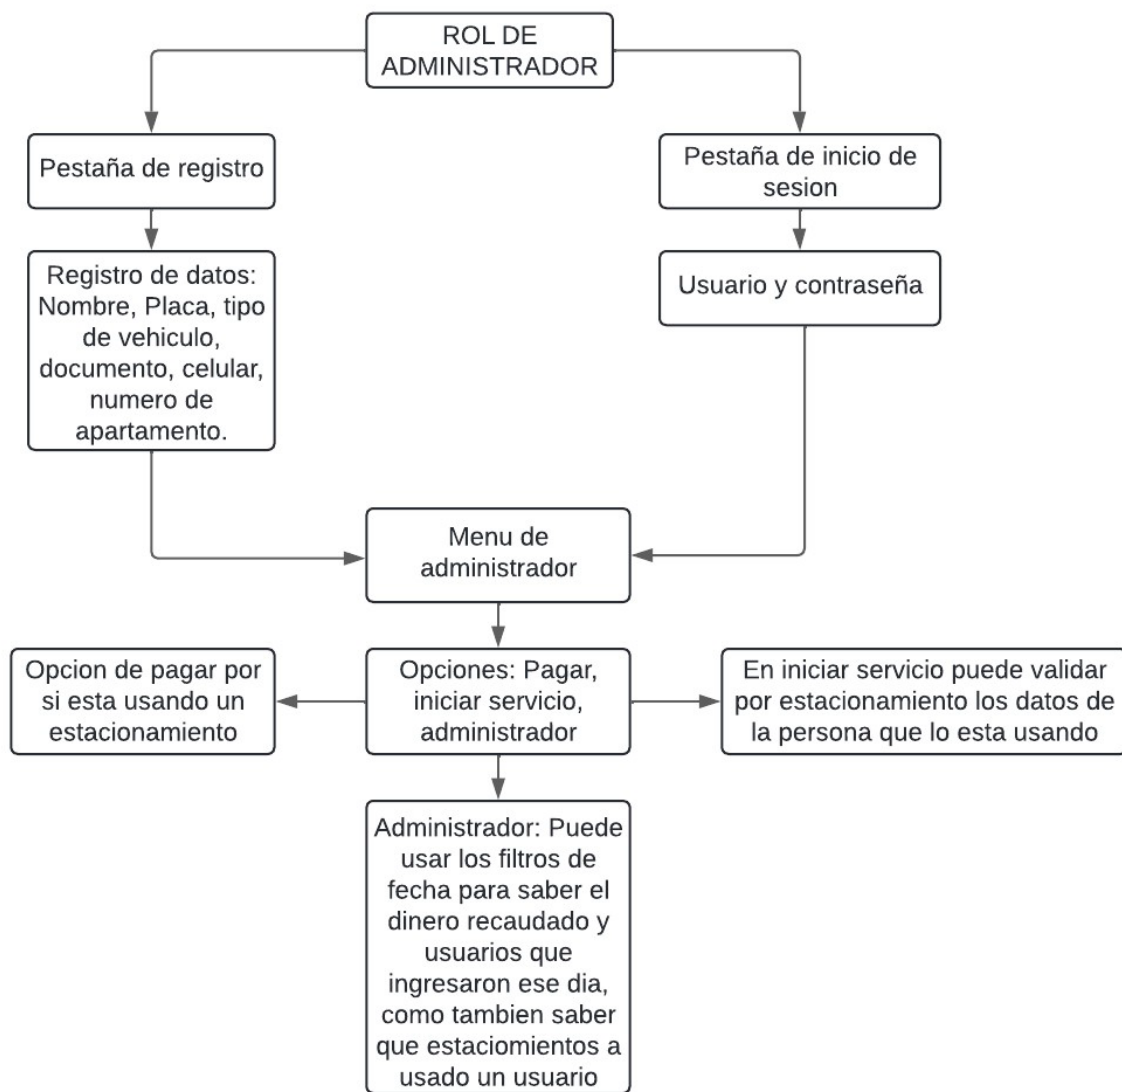 ROL DE
ADMINISTRADOR
Pestaña de registro
Pestaña de inicio de
sesion
Registro de datos:
Nombre, Placa, tipo
de vehiculo,
documento, celular,
numero de
apartamento.
Usuario y contraseña
Menu de
administrador
Opcion de pagar por
si esta usando un
estacionamiento
Opciones: Pagar,
iniciar servicio,
administrador
En iniciar servicio puede validar
por estacionamiento los datos de
la persona que lo esta usando
Administrador: Puede
usar los filtros de
fecha para saber el
dinero recaudado y
usuarios que
ingresaron ese dia,
como tambien saber
que estaciomientos a
usado un usuario